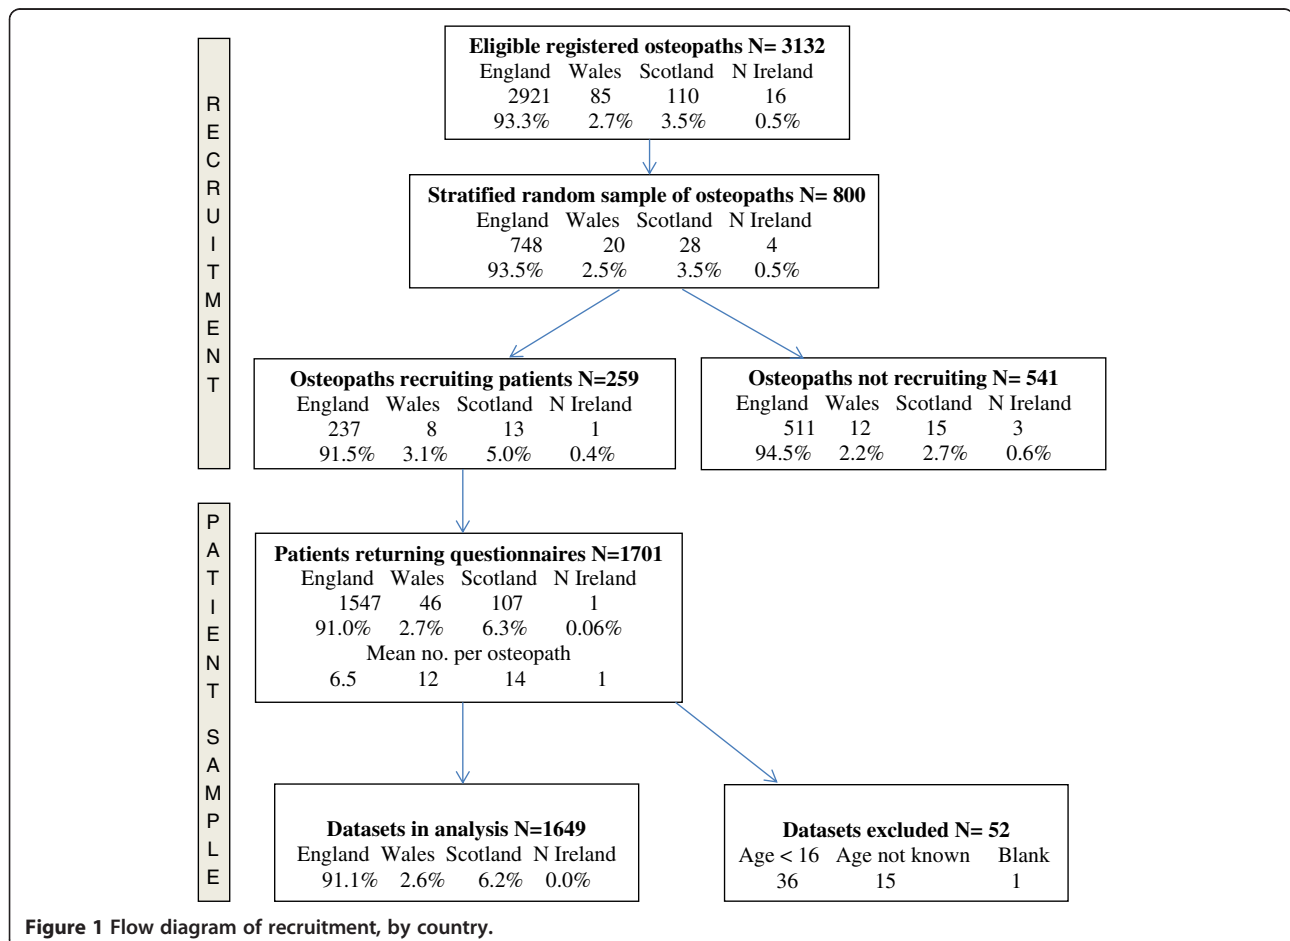 RECRUITMENT
Eligible registered osteopaths N= 3132
England Wales Scotland N Ireland
2921 85 110 16
93.3% 2.7% 3.5% 0.5%
Stratified random sample of osteopaths N= 800
England Wales Scotland N Ireland
748 20 28 4
93.5% 2.5% 3.5% 0.5%
Osteopaths recruiting patients N=259
England Wales Scotland N Ireland
237 8 13 1
91.5% 3.1% 5.0% 0.4%
Osteopaths not recruiting N= 541
England Wales Scotland N Ireland
511 12 15 3
94.5% 2.2% 2.7% 0.6%
PATIENT SAMPLE
Patients returning questionnaires N=1701
England Wales Scotland N Ireland
1547 46 107 1
91.0% 2.7% 6.3% 0.06%
Mean no. per osteopath
6.5 12 14 1
Datasets in analysis N=1649
England Wales Scotland N Ireland
91.1% 2.6% 6.2% 0.0%
Datasets excluded N= 52
Age < 16 Age not known Blank
36 15 1
Figure 1 Flow diagram of recruitment, by country.